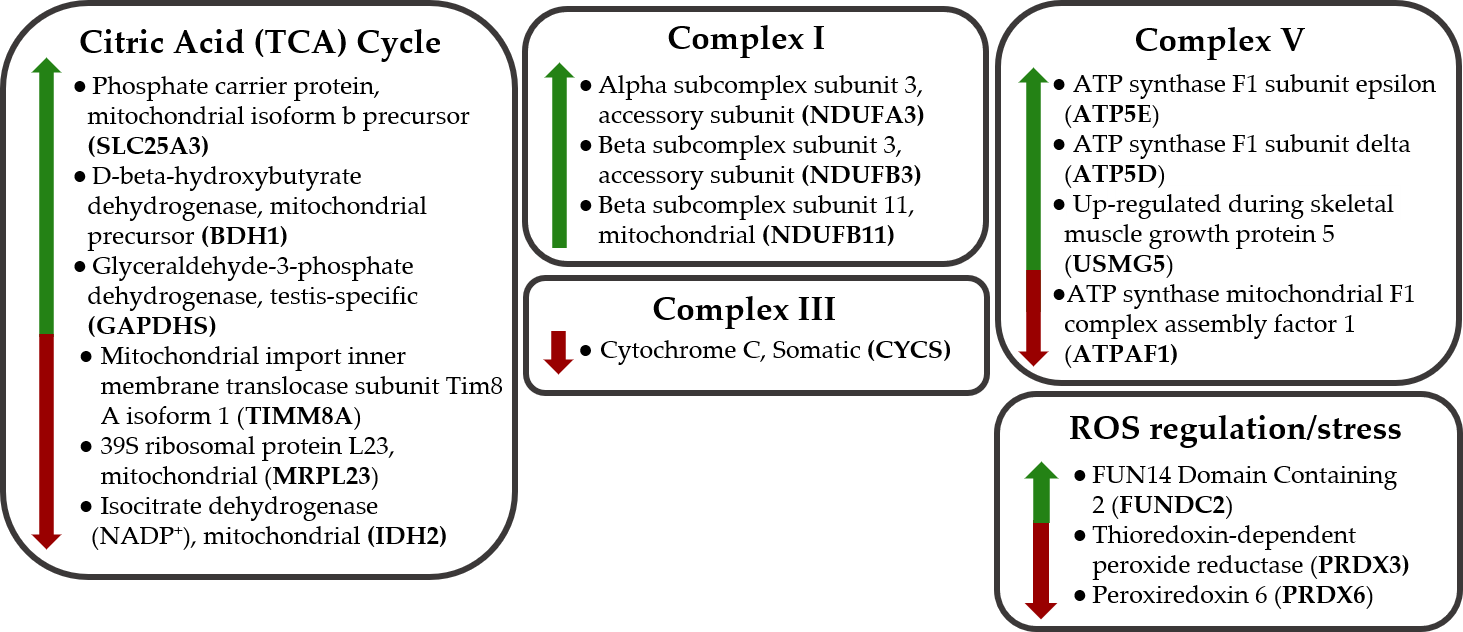 Citric Acid (TCA) Cycle
● Phosphate carrier protein,
mitochondrial isoform b precursor
(SLC25A3)
● D-beta-hydroxybutyrate
dehydrogenase, mitochondrial
precursor (BDH1)
● Glyceraldehyde-3-phosphate
dehydrogenase, testis-specific
(GAPDHS)
● Mitochondrial import inner
membrane translocase subunit Tim8
A isoform 1 (TIMM8A)
● 39S ribosomal protein L23,
mitochondrial (MRPL23)
● Isocitrate dehydrogenase
(NADP⁺), mitochondrial (IDH2)
Complex I
● Alpha subcomplex subunit 3,
accessory subunit (NDUFA3)
● Beta subcomplex subunit 3,
accessory subunit (NDUFB3)
● Beta subcomplex subunit 11,
mitochondrial (NDUFB11)
Complex III
● Cytochrome C, Somatic (CYCS)
Complex V
● ATP synthase F1 subunit epsilon
(ATP5E)
● ATP synthase F1 subunit delta
(ATP5D)
● Up-regulated during skeletal
muscle growth protein 5
(USMG5)
●ATP synthase mitochondrial F1
complex assembly factor 1
(ATPAF1)
ROS regulation/stress
● FUN14 Domain Containing
2 (FUNDC2)
● Thioredoxin-dependent
peroxide reductase (PRDX3)
● Peroxiredoxin 6 (PRDX6)